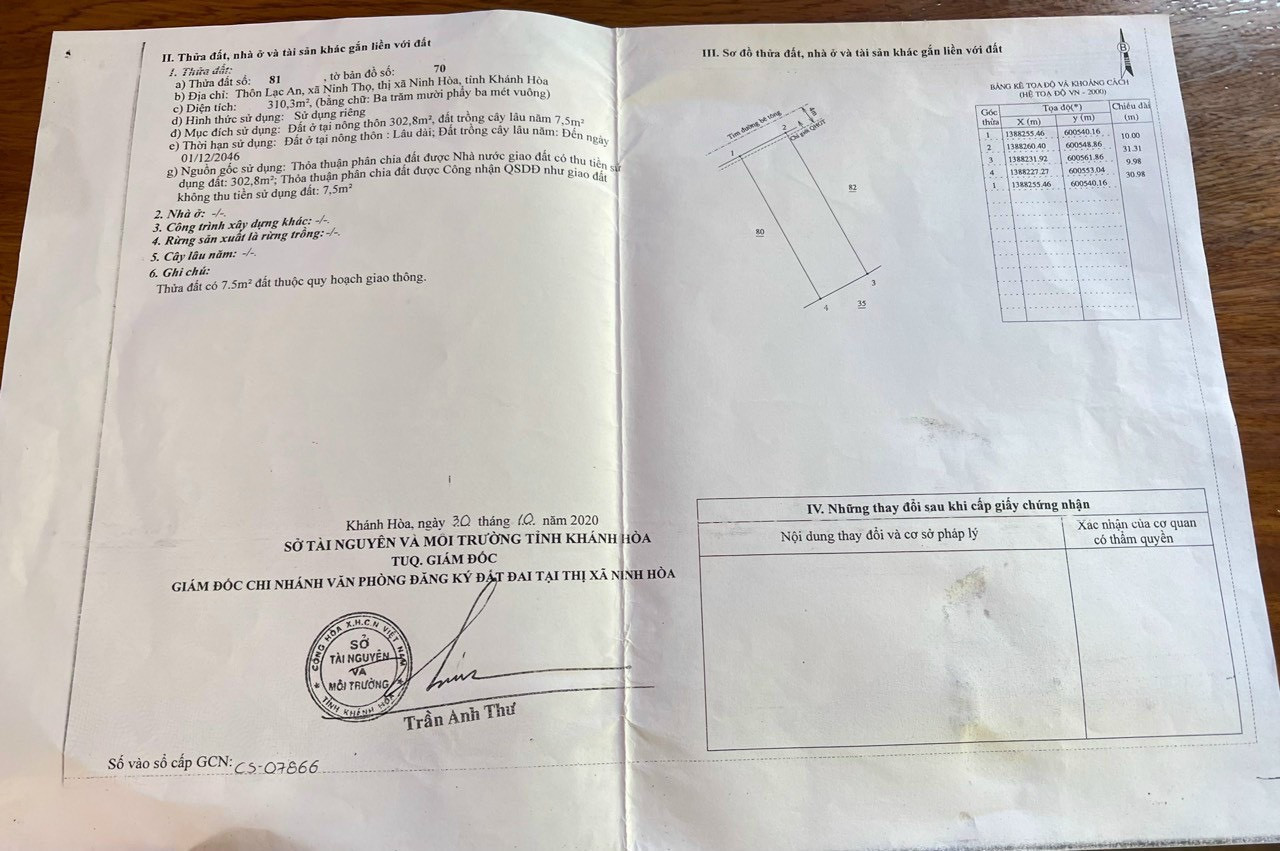 II. Thửa đất, nhà ở và tài sản khác gắn liền với đất
1. Thửa đất:
a) Thửa đất số: 81 , tờ bản đồ số: 70
b) Địa chỉ: Thôn Lạc An, xã Ninh Thọ, thị xã Ninh Hòa, tỉnh Khánh Hòa
c) Diện tích: 310,3m², (bằng chữ: Ba trăm mười phẩy ba mét vuông)
d) Hình thức sử dụng: Sử dụng riêng
đ) Mục đích sử dụng: Đất ở tại nông thôn 302,8m², đất trồng cây lâu năm 7,5m²
e) Thời hạn sử dụng: Đất ở tại nông thôn : Lâu dài; Đất trồng cây lâu năm: Đến ngày
01/12/2046
g) Nguồn gốc sử dụng: Thỏa thuận phân chia đất được Nhà nước giao đất có thu tiền sử
dụng đất: 302,8m²; Thỏa thuận phân chia đất được Công nhận QSDĐ như giao đất
không thu tiền sử dụng đất: 7,5m²
2. Nhà ở: -/-.
3. Công trình xây dựng khác: -/-.
4. Rừng sản xuất là rừng trồng: -/-.
5. Cây lâu năm: -/-.
6. Ghi chú:
Thửa đất có 7.5m² đất thuộc quy hoạch giao thông.
Khánh Hòa, ngày 30 tháng 10 năm 2020
SỞ TÀI NGUYÊN VÀ MÔI TRƯỜNG TỈNH KHÁNH HÒA
TUQ. GIÁM ĐỐC
GIÁM ĐỐC CHI NHÁNH VĂN PHÒNG ĐĂNG KÝ ĐẤT ĐAI TẠI THỊ XÃ NINH HÒA
CỘNG HÒA X.H.C.N VIỆT NAM
SỞ
TÀI NGUYÊN
VÀ
MÔI TRƯỜNG
TỈNH KHÁNH HÒA
Trần Anh Thư
Số vào sổ cấp GCN: CS-07866
III. Sơ đồ thửa đất, nhà ở và tài sản khác gắn liền với đất
B
Tim đường bê tông
Chỉ giới QHGT
1
2
82
80
3
4
35
BẢNG KÊ TỌA ĐỘ VÀ KHOẢNG CÁCH
(HỆ TOẠ ĐỘ VN - 2000)
Góc thửa Tọa độ(*) Chiều dài (m)
X (m) y (m)
1 1388255.46 600540.16
10.00
2 1388260.40 600548.86
31.31
3 1388231.92 600561.86
9.98
4 1388227.27 600553.04
30.98
1 1388255.46 600540.16
IV. Những thay đổi sau khi cấp giấy chứng nhận
Nội dung thay đổi và cơ sở pháp lý
Xác nhận của cơ quan
có thẩm quyền